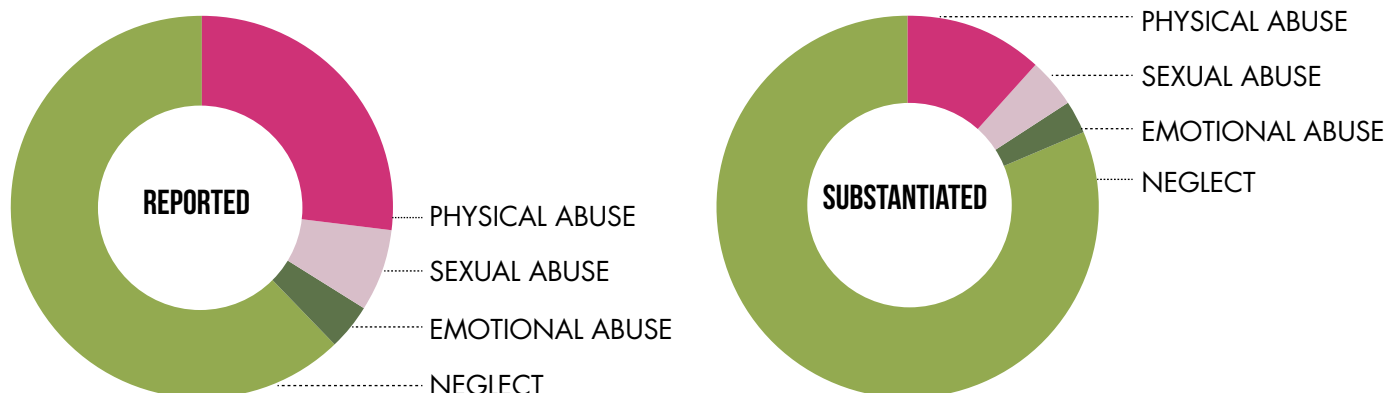 REPORTED
PHYSICAL ABUSE
SEXUAL ABUSE
EMOTIONAL ABUSE
NEGLECT
SUBSTANTIATED
PHYSICAL ABUSE
SEXUAL ABUSE
EMOTIONAL ABUSE
NEGLECT